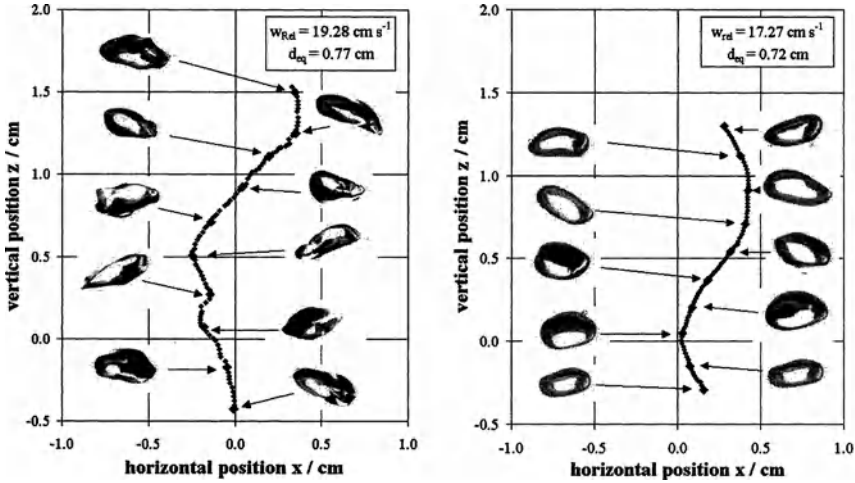 w_Rel = 19.28 cm s⁻¹
d_eq = 0.77 cm
2.0
1.5
1.0
0.5
0.0
-0.5
vertical position z / cm
-1.0 -0.5 0.0 0.5 1.0
horizontal position x / cm
w_rel = 17.27 cm s⁻¹
d_eq = 0.72 cm
2.0
1.5
1.0
0.5
0.0
-0.5
vertical position z / cm
-1.0 -0.5 0.0 0.5 1.0
horizontal position x / cm